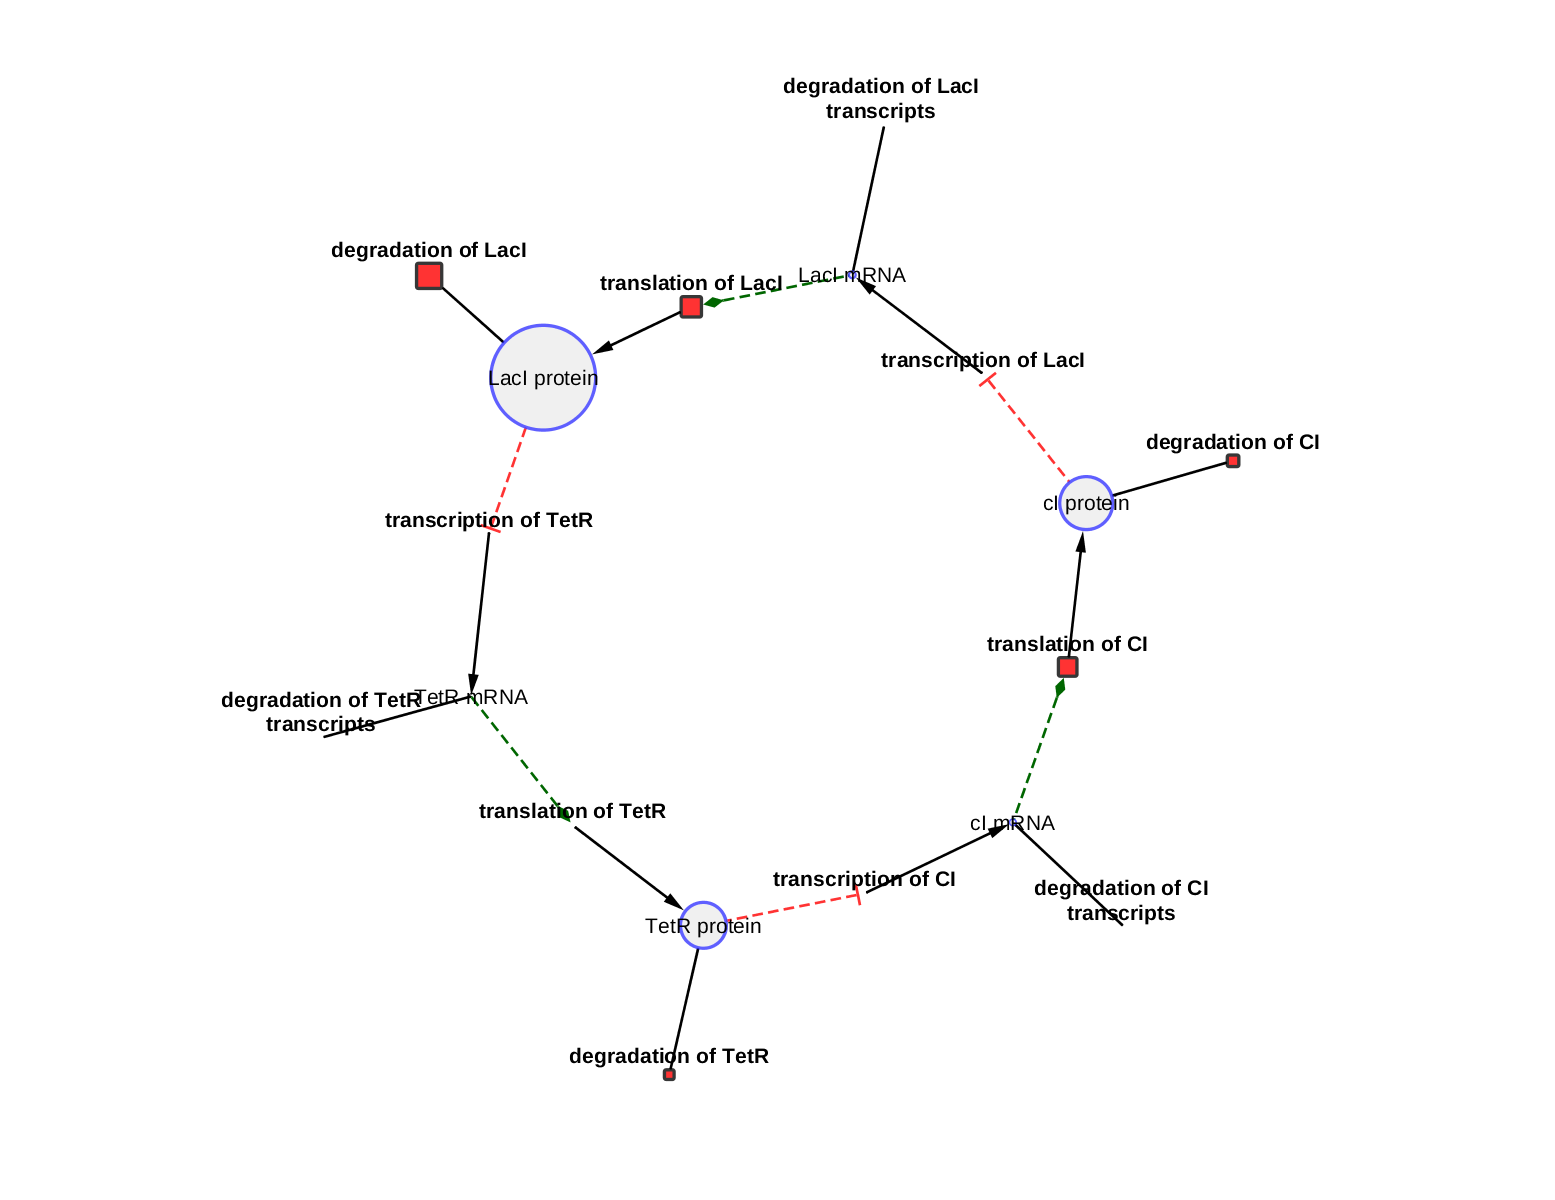 degradation of LacI
transcripts
degradation of LacI
translation of LacI
LacI mRNA
transcription of LacI
LacI protein
degradation of CI
cI protein
transcription of TetR
translation of CI
degradation of TetR
transcripts
TetR mRNA
translation of TetR
cI mRNA
transcription of CI
degradation of CI
transcripts
TetR protein
degradation of TetR